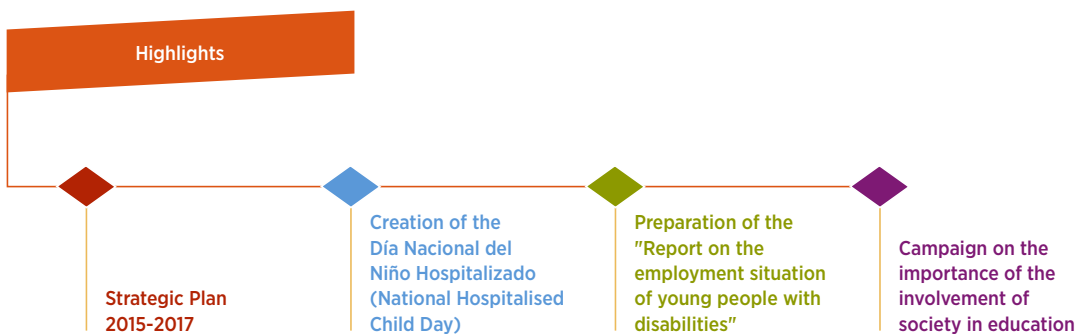 Highlights
Strategic Plan
2015-2017
Creation of the
Día Nacional del
Niño Hospitalizado
(National Hospitalised
Child Day)
Preparation of the
"Report on the
employment situation
of young people with
disabilities"
Campaign on the
importance of the
involvement of
society in education